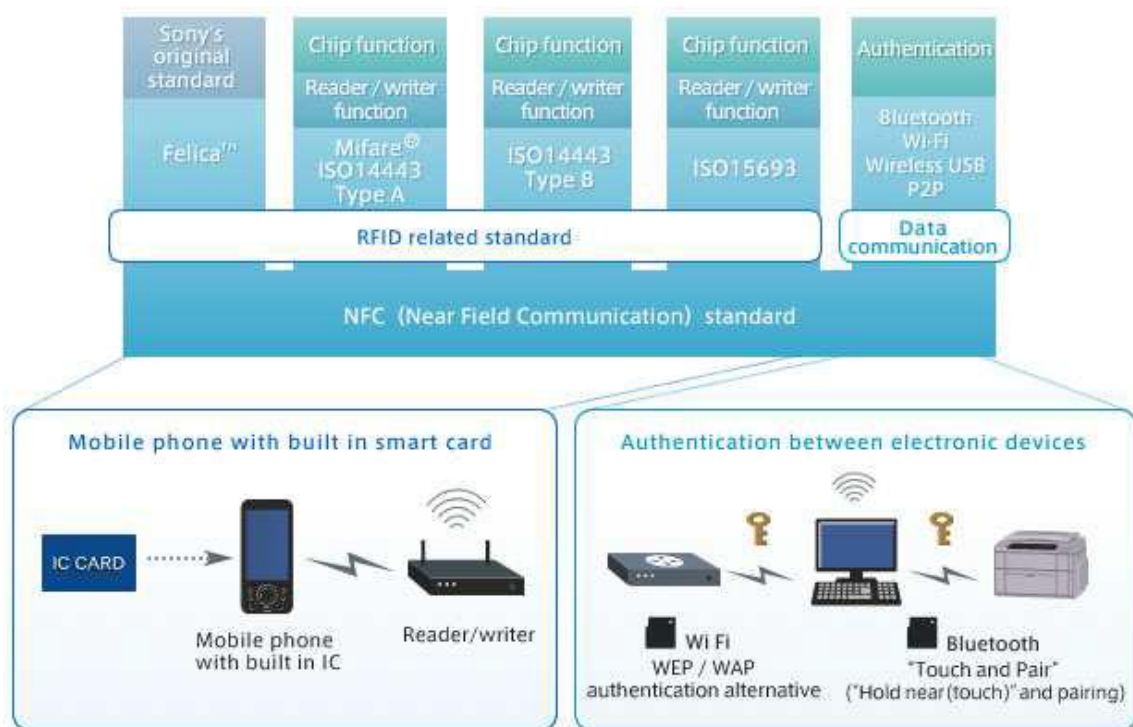 Sony's
original
standard
Felica™
Chip function
Reader / writer
function
Mifare®
ISO14443
Type A
Chip function
Reader / writer
function
ISO14443
Type B
Chip function
Reader / writer
function
ISO15693
Authentication
Bluetooth
Wi-Fi
Wireless USB
P2P
RFID related standard
Data
communication
NFC (Near Field Communication) standard
Mobile phone with built in smart card
IC CARD
Mobile phone
with built in IC
Reader/writer
Authentication between electronic devices
Wi Fi
WEP / WAP
authentication alternative
Bluetooth
"Touch and Pair"
("Hold near(touch)" and pairing)